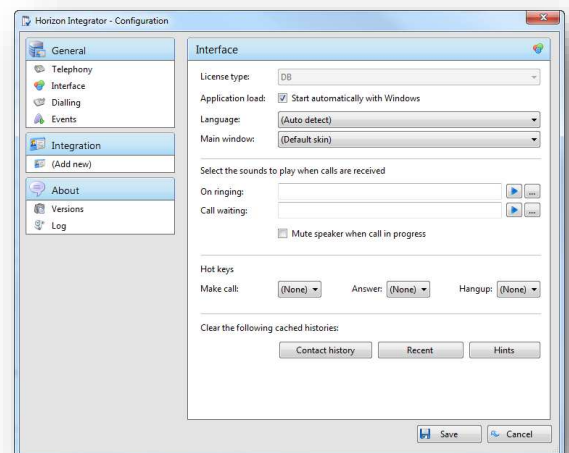 Horizon Integrator - Configuration
General
Telephony
Interface
Dialling
Events
Integration
(Add new)
About
Versions
Log
Interface
License type: DB
Application load: Start automatically with Windows
Language: (Auto detect)
Main window: (Default skin)
Select the sounds to play when calls are received
On ringing: ...
Call waiting: ...
Mute speaker when call in progress
Hot keys
Make call: (None) Answer: (None) Hangup: (None)
Clear the following cached histories:
Contact history Recent Hints
Save Cancel